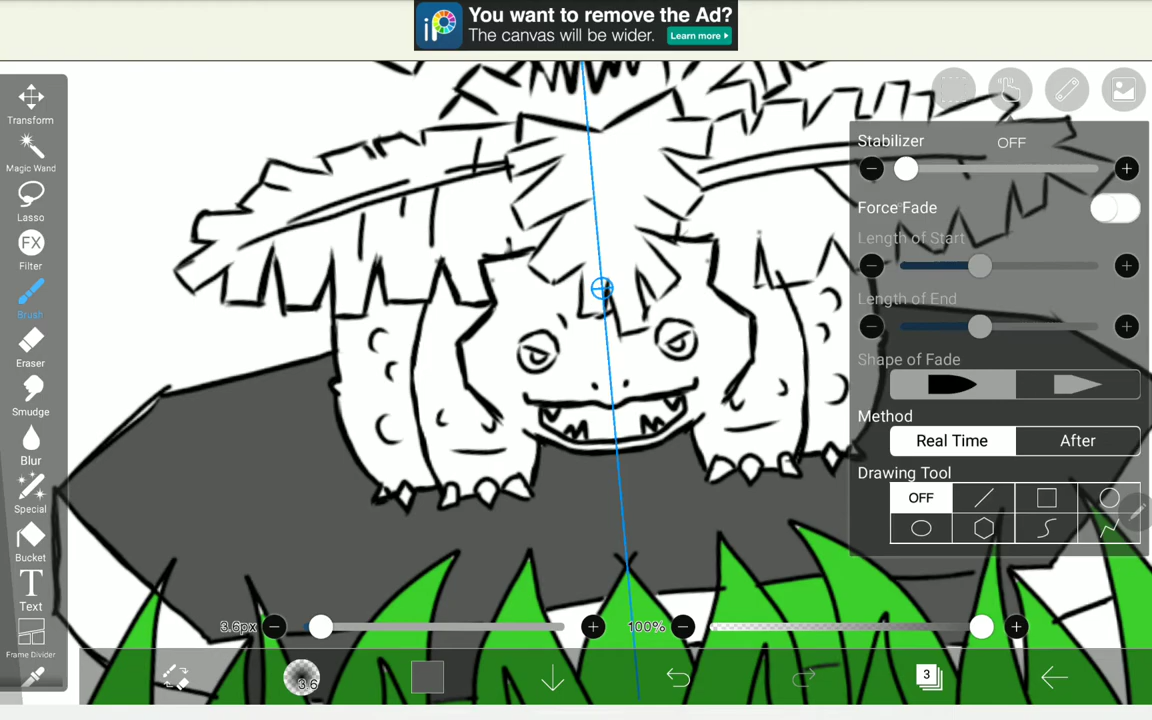 You want to remove the Ad?
The canvas will be wider.
Learn more
iP
Transform
Magic Wand
Lasso
FX
Filter
Brush
Eraser
Smudge
Blur
Special
Bucket
T
Text
Frame Divider
Stabilizer
OFF
Force Fade
Length of Start
Length of End
Shape of Fade
Method
Real Time
After
Drawing Tool
OFF
3.6px
100%
3.6
3